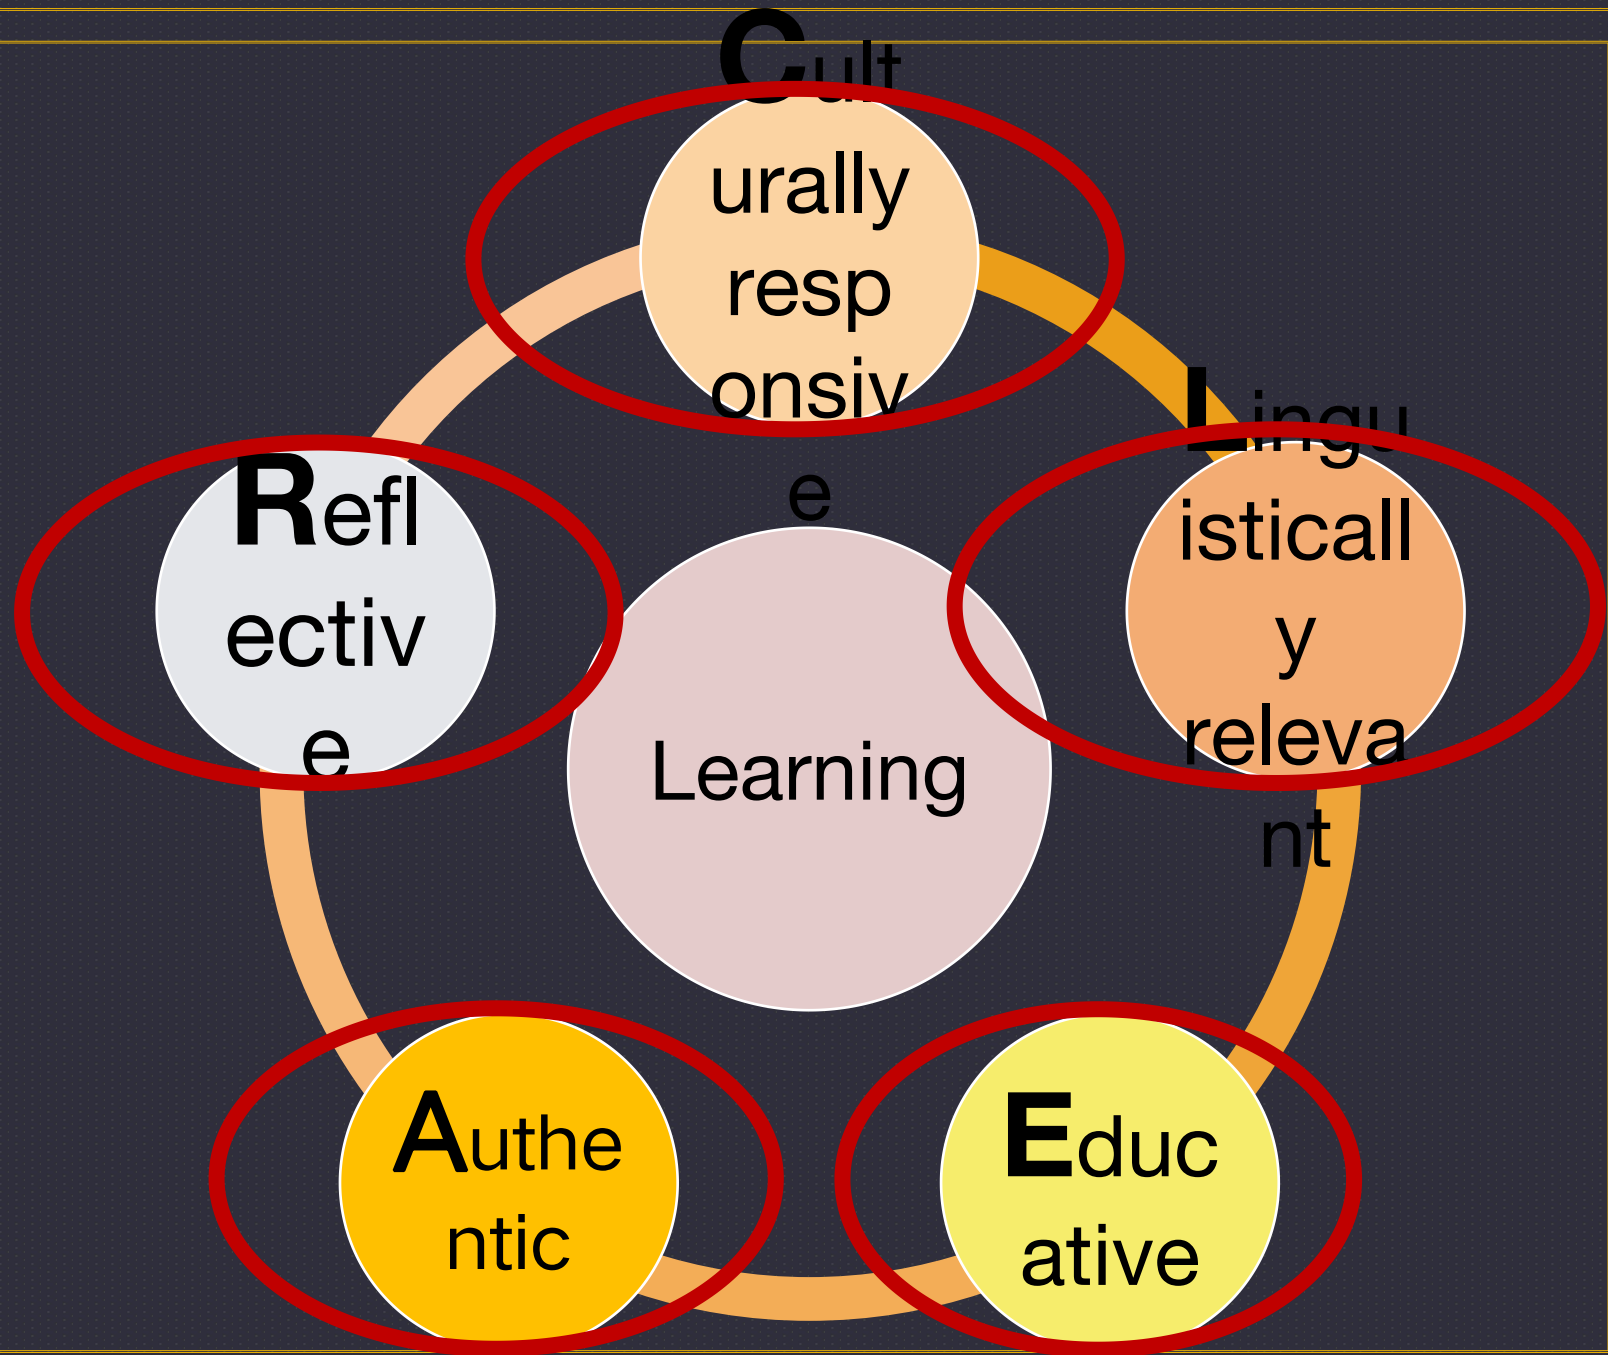 Cult
urally
resp
onsiv
e
Lingu
isticall
y
releva
nt
Educ
ative
Authe
ntic
Refl
ectiv
e
Learning